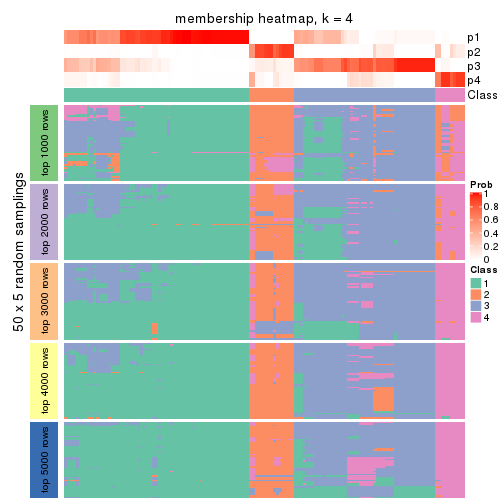 membership heatmap, k = 4
p1
p2
p3
p4
Class
50 x 5 random samplings
top 1000 rows
top 2000 rows
top 3000 rows
top 4000 rows
top 5000 rows
Prob
1
0.8
0.6
0.4
0.2
0
Class
1
2
3
4